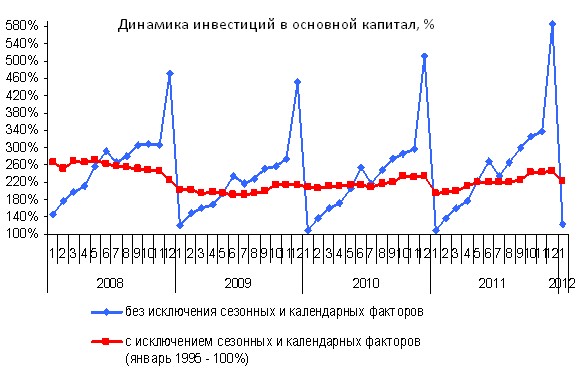 Динамика инвестиций в основной капитал, %
580%
540%
500%
460%
420%
380%
340%
300%
260%
220%
180%
140%
100%
1 2 3 4 5 6 7 8 9 10 11 12 1 2 3 4 5 6 7 8 9 10 11 12 1 2 3 4 5 6 7 8 9 10 11 12 1 2 3 4 5 6 7 8 9 10 11 12 1
2008 2009 2010 2011 2012
без исключения сезонных и календарных факторов
с исключением сезонных и календарных факторов
(январь 1995 - 100%)